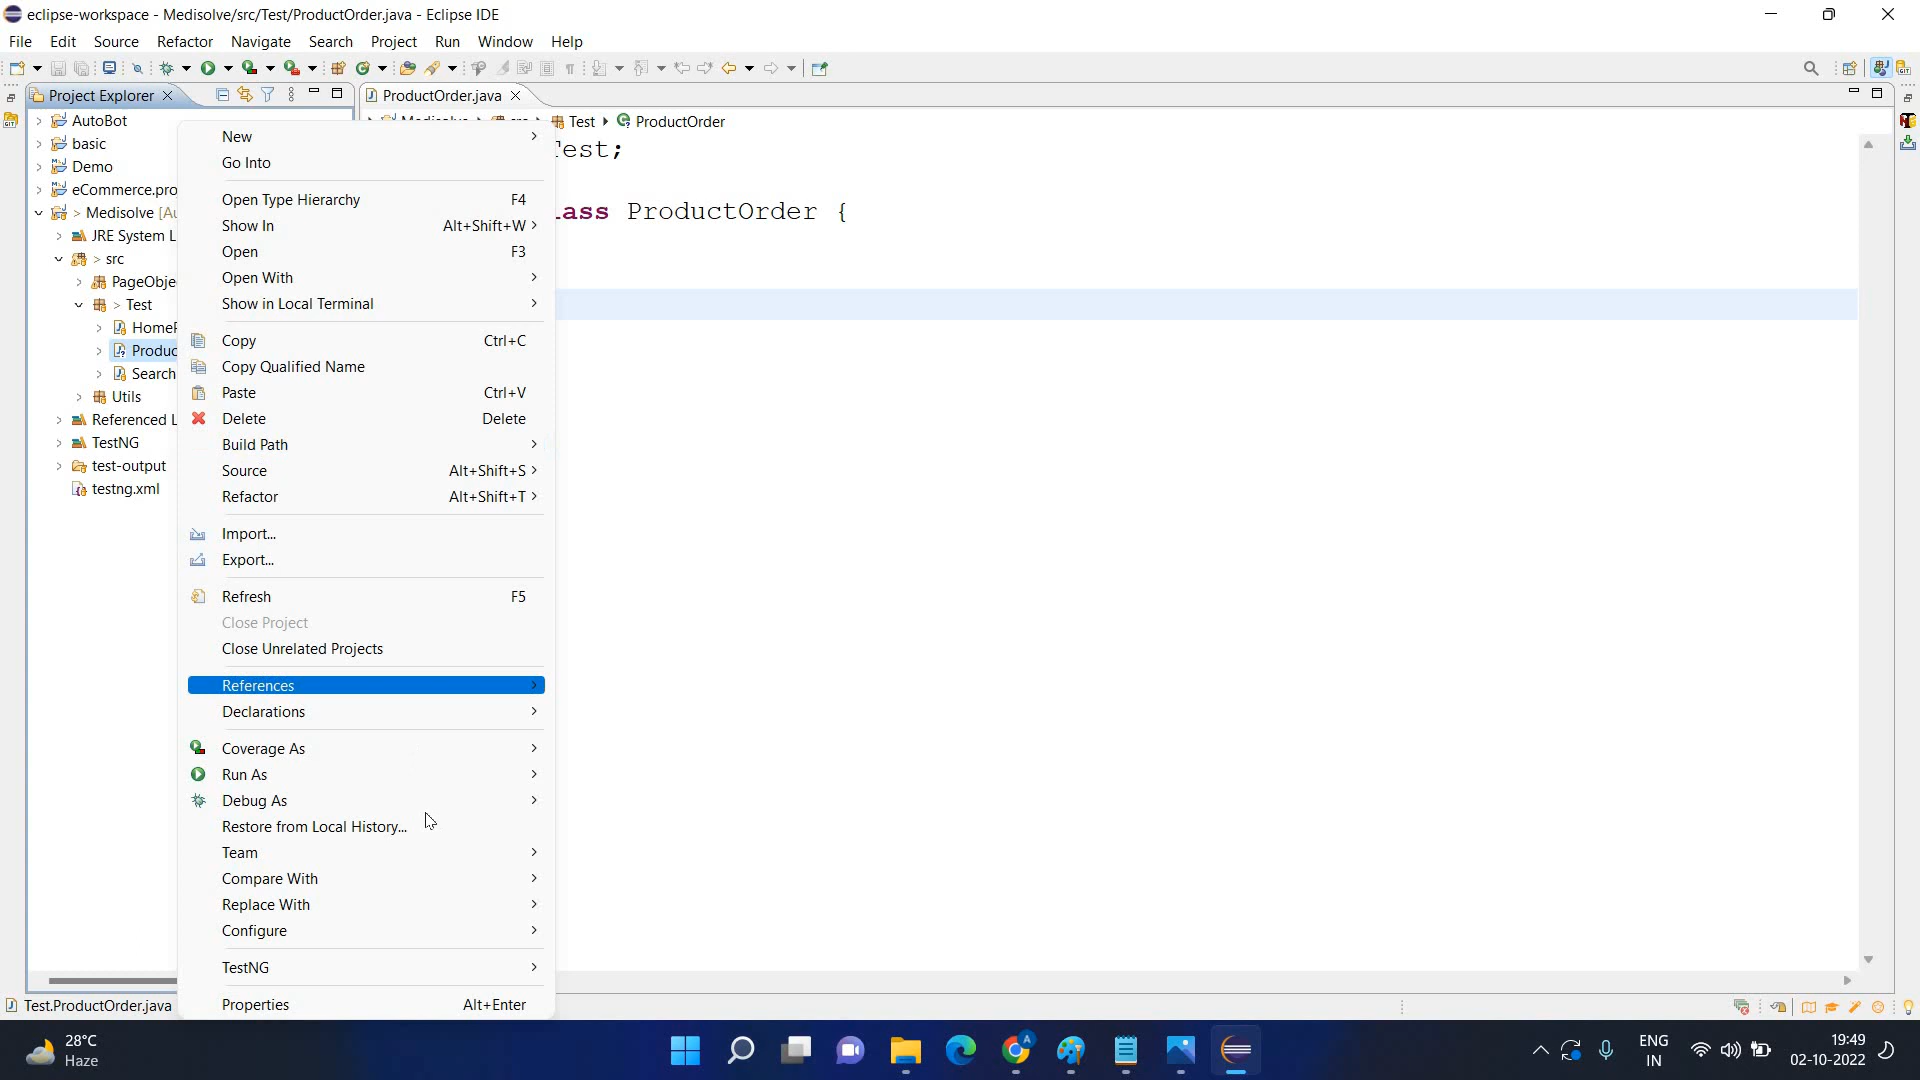 eclipse-workspace - Medisolve/src/Test/ProductOrder.java - Eclipse IDE
File Edit Source Refactor Navigate Search Run Project Run Window Help
Project Explorer
ProductOrder.java
AutoBot
basic
Demo
eCommerce.pro
> Medisolve
JRE System L
> src
PageObje
> Test
HomeP
Produc
Search
Utils
Referenced L
TestNG
test-output
testng.xml
Test ProductOrder
Test;
lass ProductOrder {
New
Go Into
Open Type Hierarchy F4
Show In Alt+Shift+W
Open F3
Open With
Show in Local Terminal
Copy Ctrl+C
Copy Qualified Name
Paste Ctrl+V
Delete Delete
Build Path
Source Alt+Shift+S
Refactor Alt+Shift+T
Import...
Export...
Refresh F5
Close Project
Close Unrelated Projects
References
Declarations
Coverage As
Run As
Debug As
Restore from Local History...
Team
Compare With
Replace With
Configure
TestNG
Properties Alt+Enter
Test.ProductOrder.java
28°C
Haze
ENG
IN
19:49
02-10-2022